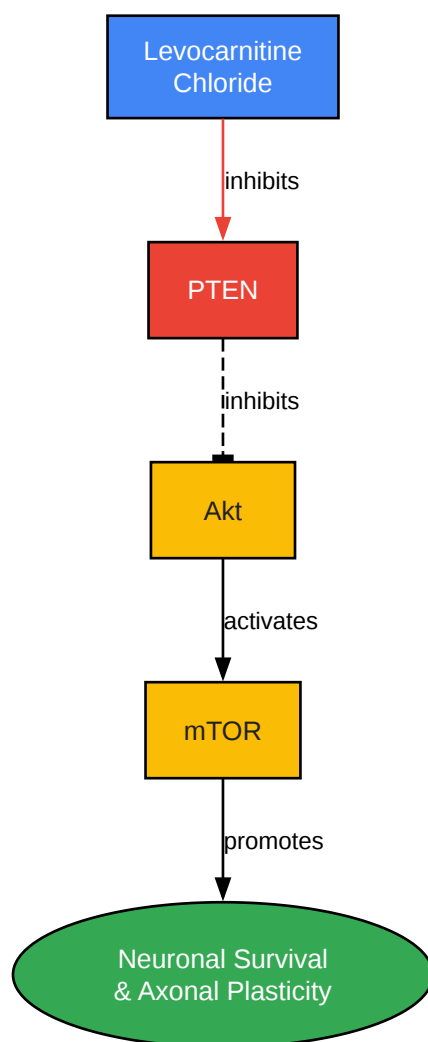 Levocarnitine
Chloride
inhibits
PTEN
inhibits
Akt
activates
mTOR
promotes
Neuronal Survival
& Axonal Plasticity